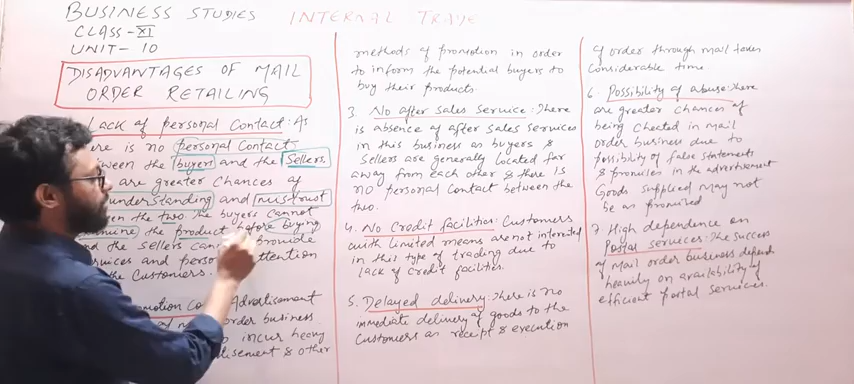 BUSINESS STUDIES
INTERNAL TRADE
CLASS-XI
UNIT-10
DISADVANTAGES OF MAIL
ORDER RETAILING
Lack of personal Contact: As
there is no personal Contact
between the buyers and the Sellers,
are greater chances of
understanding and mistrust
the two. The buyers cannot
examine the product before buying
and the sellers provide
services and attention
the Customers.
Advertisement
order business
to incur heavy
& other
methods of promotion in order
to inform the potential buyers to
buy their products.
3. No after sales service: There
is absence of after sales services
in this business as buyers &
sellers are generally located far
away from each other & there is
no personal contact between the
two.
4. No Credit facilities: Customers
with limited means are not interested
in this type of trading due to
lack of credit facilities.
5. Delayed delivery: There is no
immediate delivery of goods to the
Customers as receipt & execution
of order through mail takes
considerable time.
6. Possibility of abuse: There
are greater chances of
being cheated in mail
order business due to
possibility of false statements
& promises in the advertisement
Goods supplied may not
be as promised
7. High dependence on
Postal services: The success
of mail order business depends
heavily on availability of
efficient postal services.